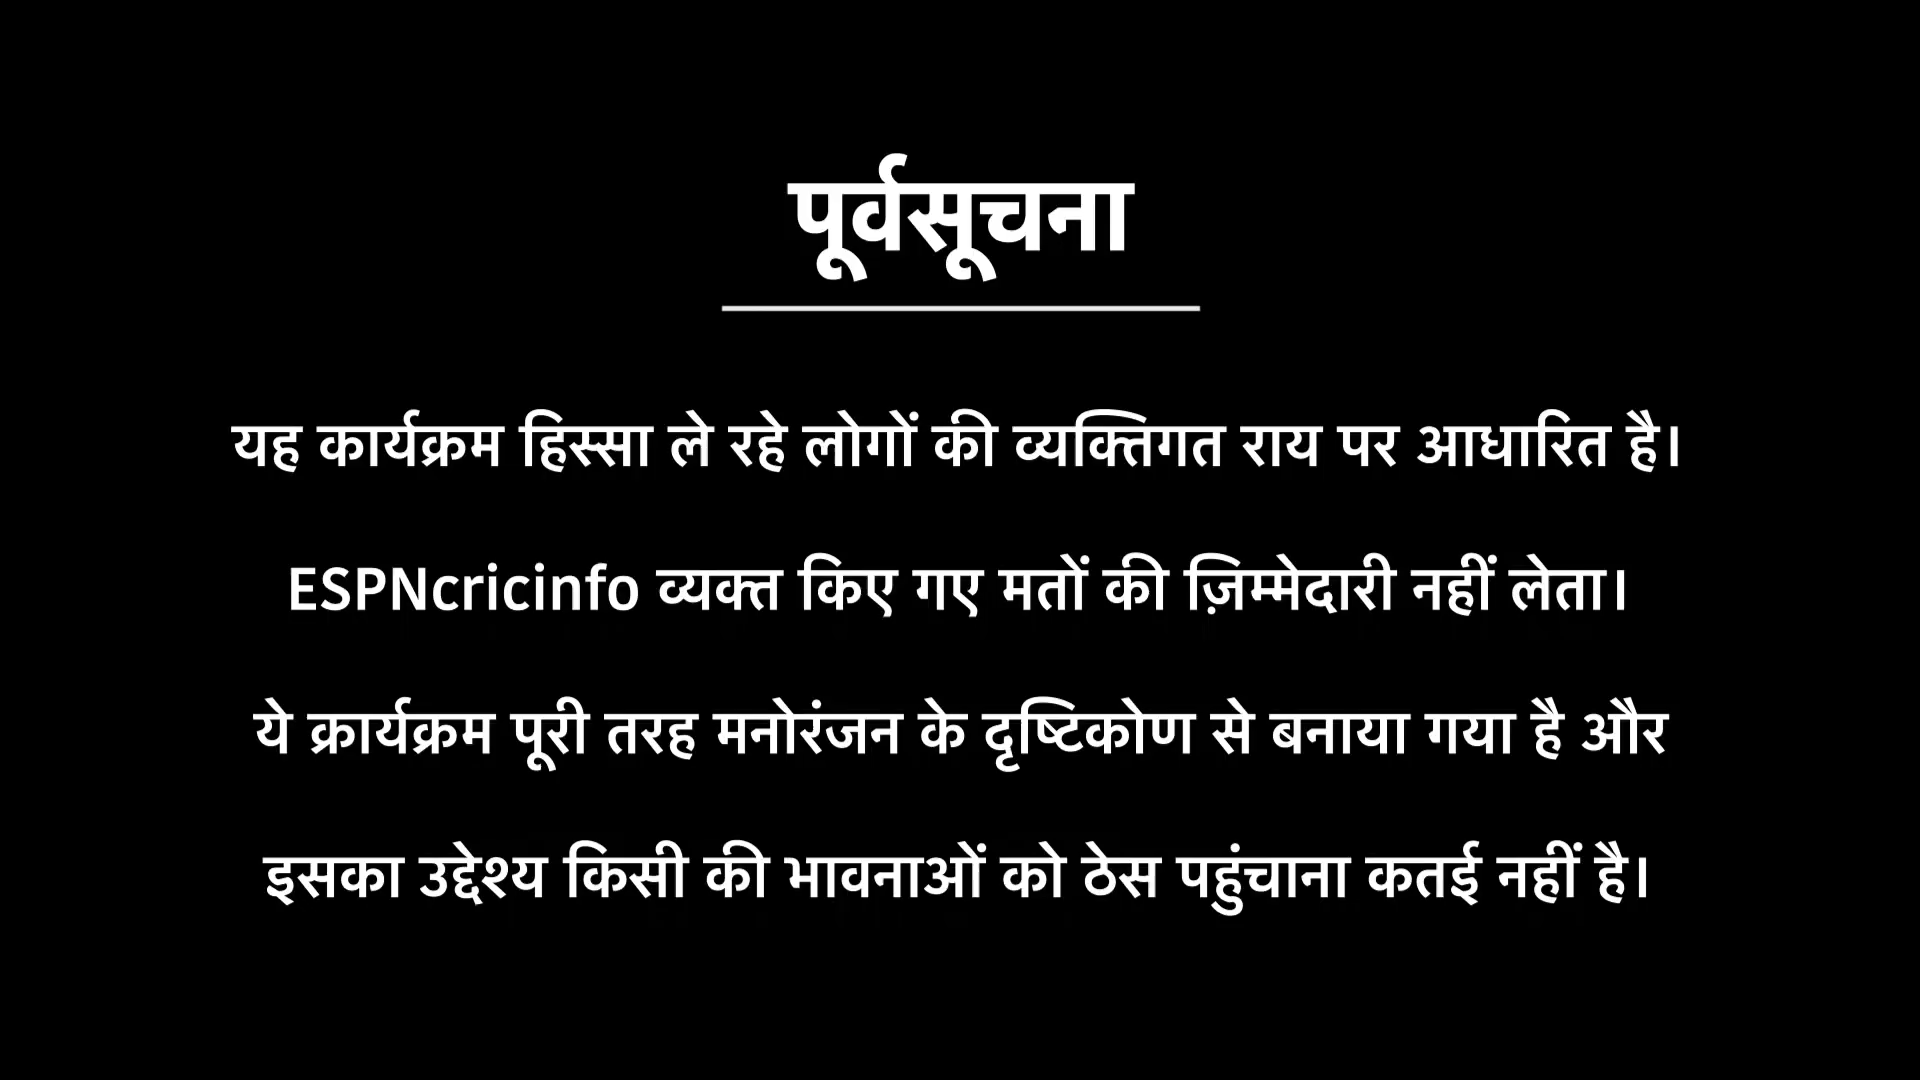 पूर्वसूचना
यह कार्यक्रम हिस्सा ले रहे लोगों की व्यक्तिगत राय पर आधारित है।
ESPNcricinfo व्यक्त किए गए मतों की ज़िम्मेदारी नहीं लेता।
ये क्रार्यक्रम पूरी तरह मनोरंजन के दृष्टिकोण से बनाया गया है और
इसका उद्देश्य किसी की भावनाओं को ठेस पहुंचाना कतई नहीं है।